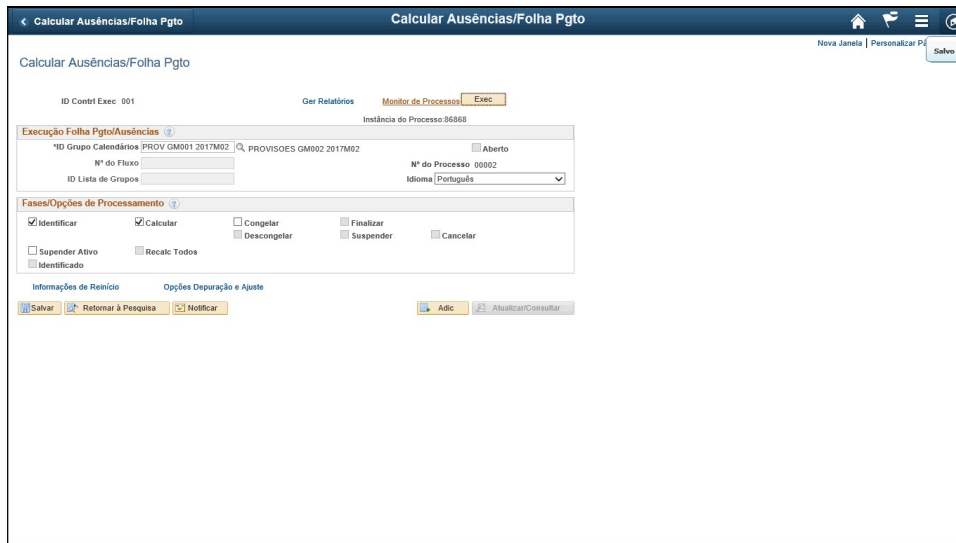 Calcular Ausências/Folha Pgto
Calcular Ausências/Folha Pgto
Nova Janela | Personalizar Pá
Salvo
Calcular Ausências/Folha Pgto
ID Contrl Exec 001
Ger Relatórios
Monitor de Processos
Exec
Instância do Processo:86868
Execução Folha Pgto/Ausências
*ID Grupo Calendários PROV GM001 2017M02 PROVISOES GM002 2017M02
Aberto
Nº do Fluxo
Nº do Processo 00002
ID Lista de Grupos
Idioma Português
Fases/Opções de Processamento
Identificar Calcular Congelar Finalizar
Descongelar Suspender Cancelar
Supender Ativo Recalc Todos
Identificado
Informações de Reinício Opções Depuração e Ajuste
Salvar Retornar à Pesquisa Notificar Adic Atualizar/Consultar